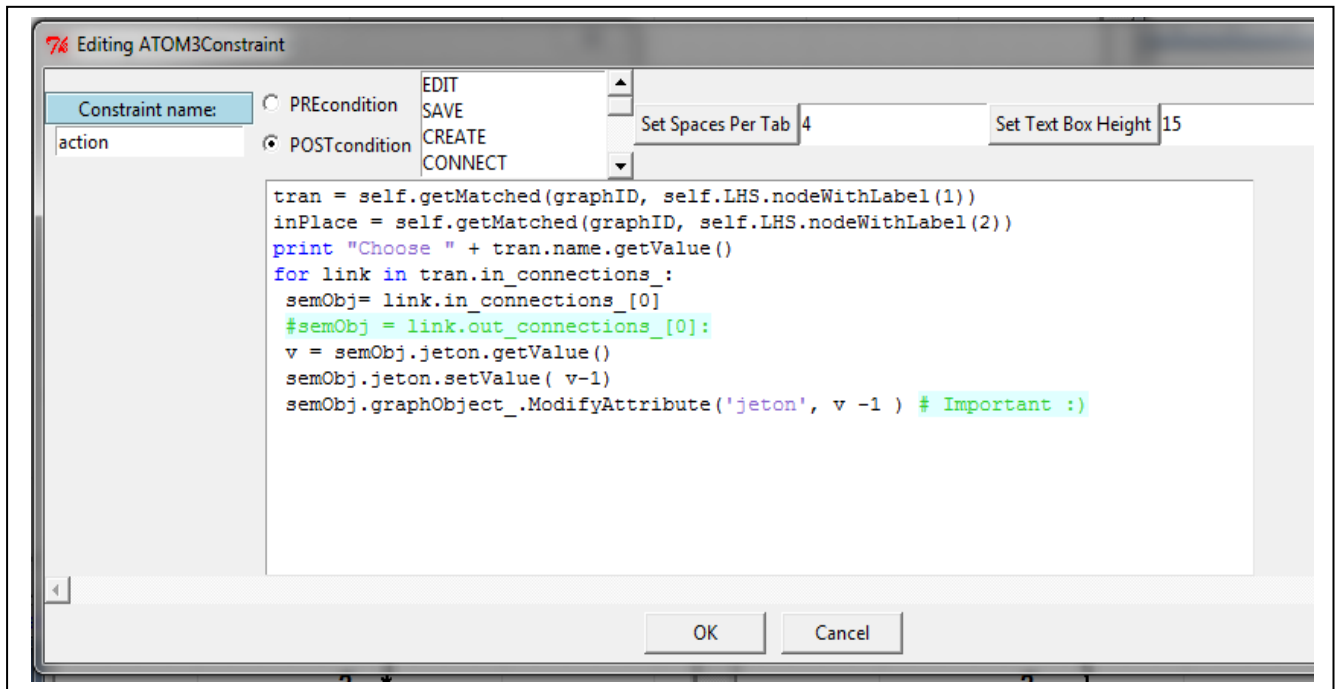 Editing ATOM3Constraint
Constraint name:
action
PREcondition
POSTcondition
EDIT
SAVE
CREATE
CONNECT
Set Spaces Per Tab 4
Set Text Box Height 15
tran = self.getMatched(graphID, self.LHS.nodeWithLabel(1))
inPlace = self.getMatched(graphID, self.LHS.nodeWithLabel(2))
print "Choose " + tran.name.getValue()
for link in tran.in_connections_:
 semObj= link.in_connections_[0]
 #semObj = link.out_connections_[0]:
 v = semObj.jeton.getValue()
 semObj.jeton.setValue( v-1)
 semObj.graphObject_.ModifyAttribute('jeton', v -1 ) # Important :)
OK
Cancel